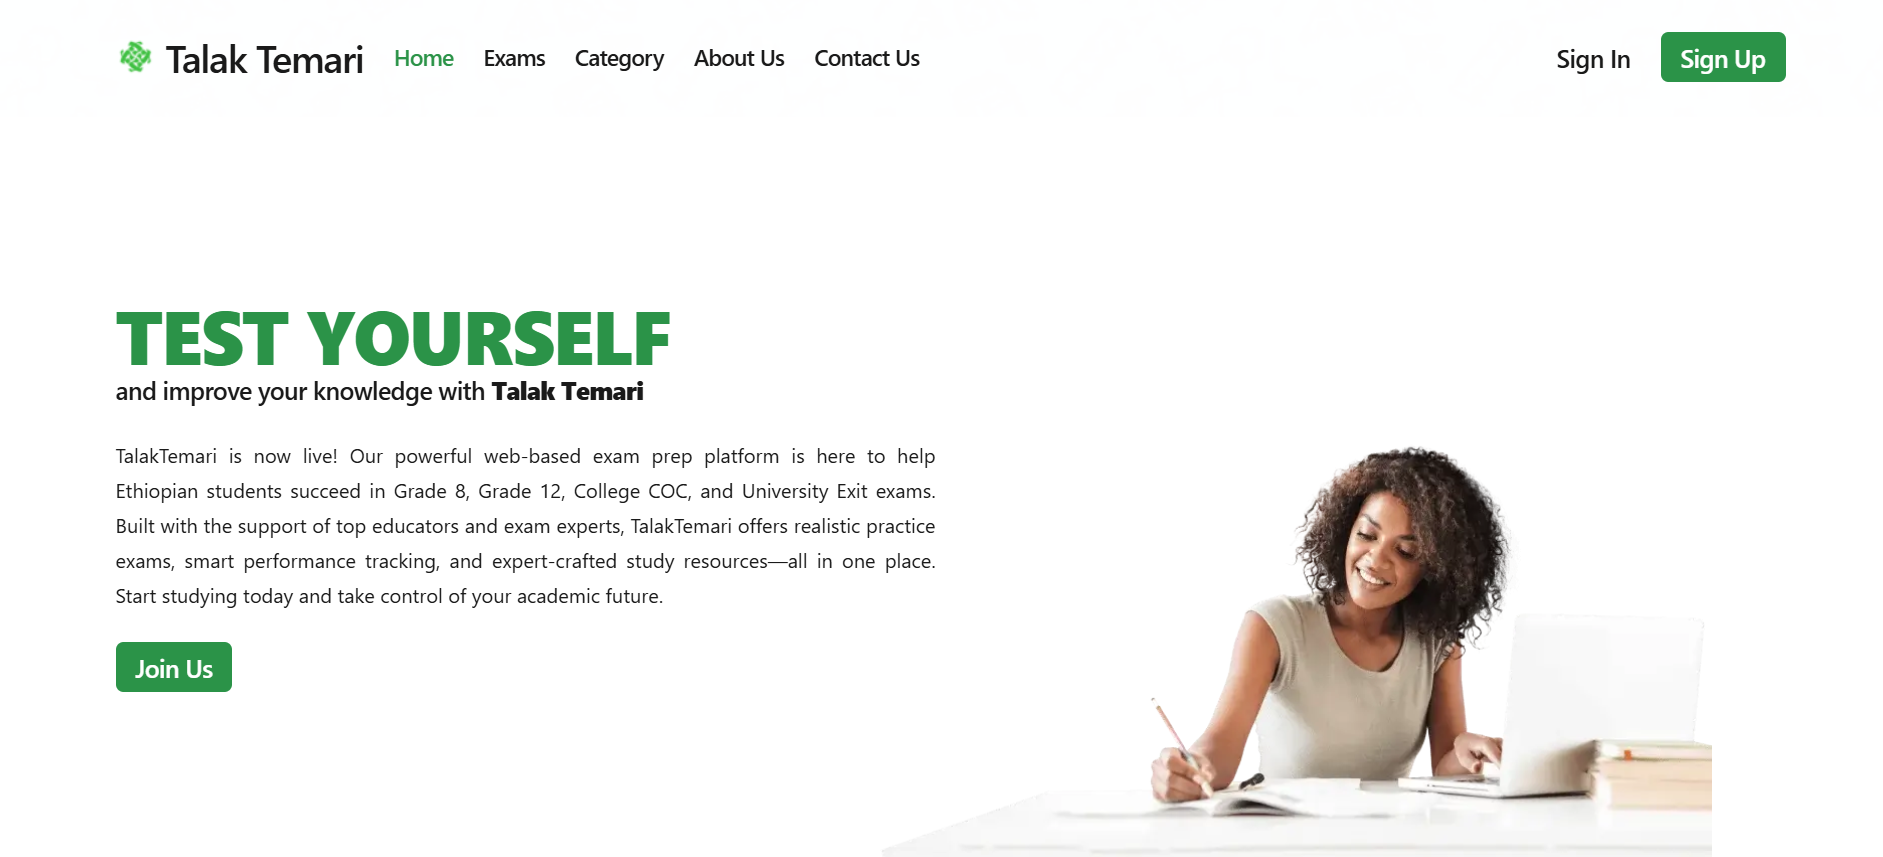 Talak Temari
Home
Exams
Category
About Us
Contact Us
Sign In
Sign Up
TEST YOURSELF
and improve your knowledge with Talak Temari
TalakTemari is now live! Our powerful web-based exam prep platform is here to help
Ethiopian students succeed in Grade 8, Grade 12, College COC, and University Exit exams.
Built with the support of top educators and exam experts, TalakTemari offers realistic practice
exams, smart performance tracking, and expert-crafted study resources—all in one place.
Start studying today and take control of your academic future.
Join Us